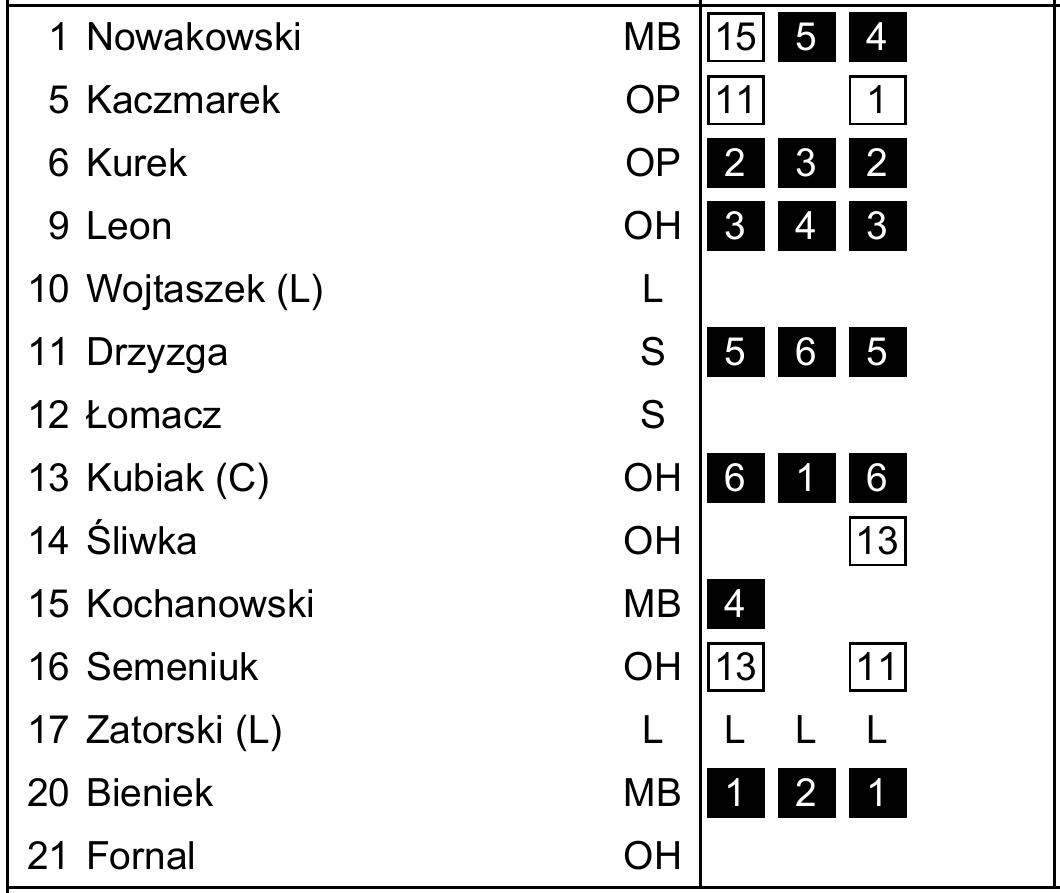 1 Nowakowski MB 15 5 4
5 Kaczmarek OP 11 1
6 Kurek OP 2 3 2
9 Leon OH 3 4 3
10 Wojtaszek (L) L
11 Drzyzga S 5 6 5
12 Łomacz S
13 Kubiak (C) OH 6 1 6
14 Śliwka OH 13
15 Kochanowski MB 4
16 Semeniuk OH 13 11
17 Zatorski (L) L L L L
20 Bieniek MB 1 2 1
21 Fornal OH